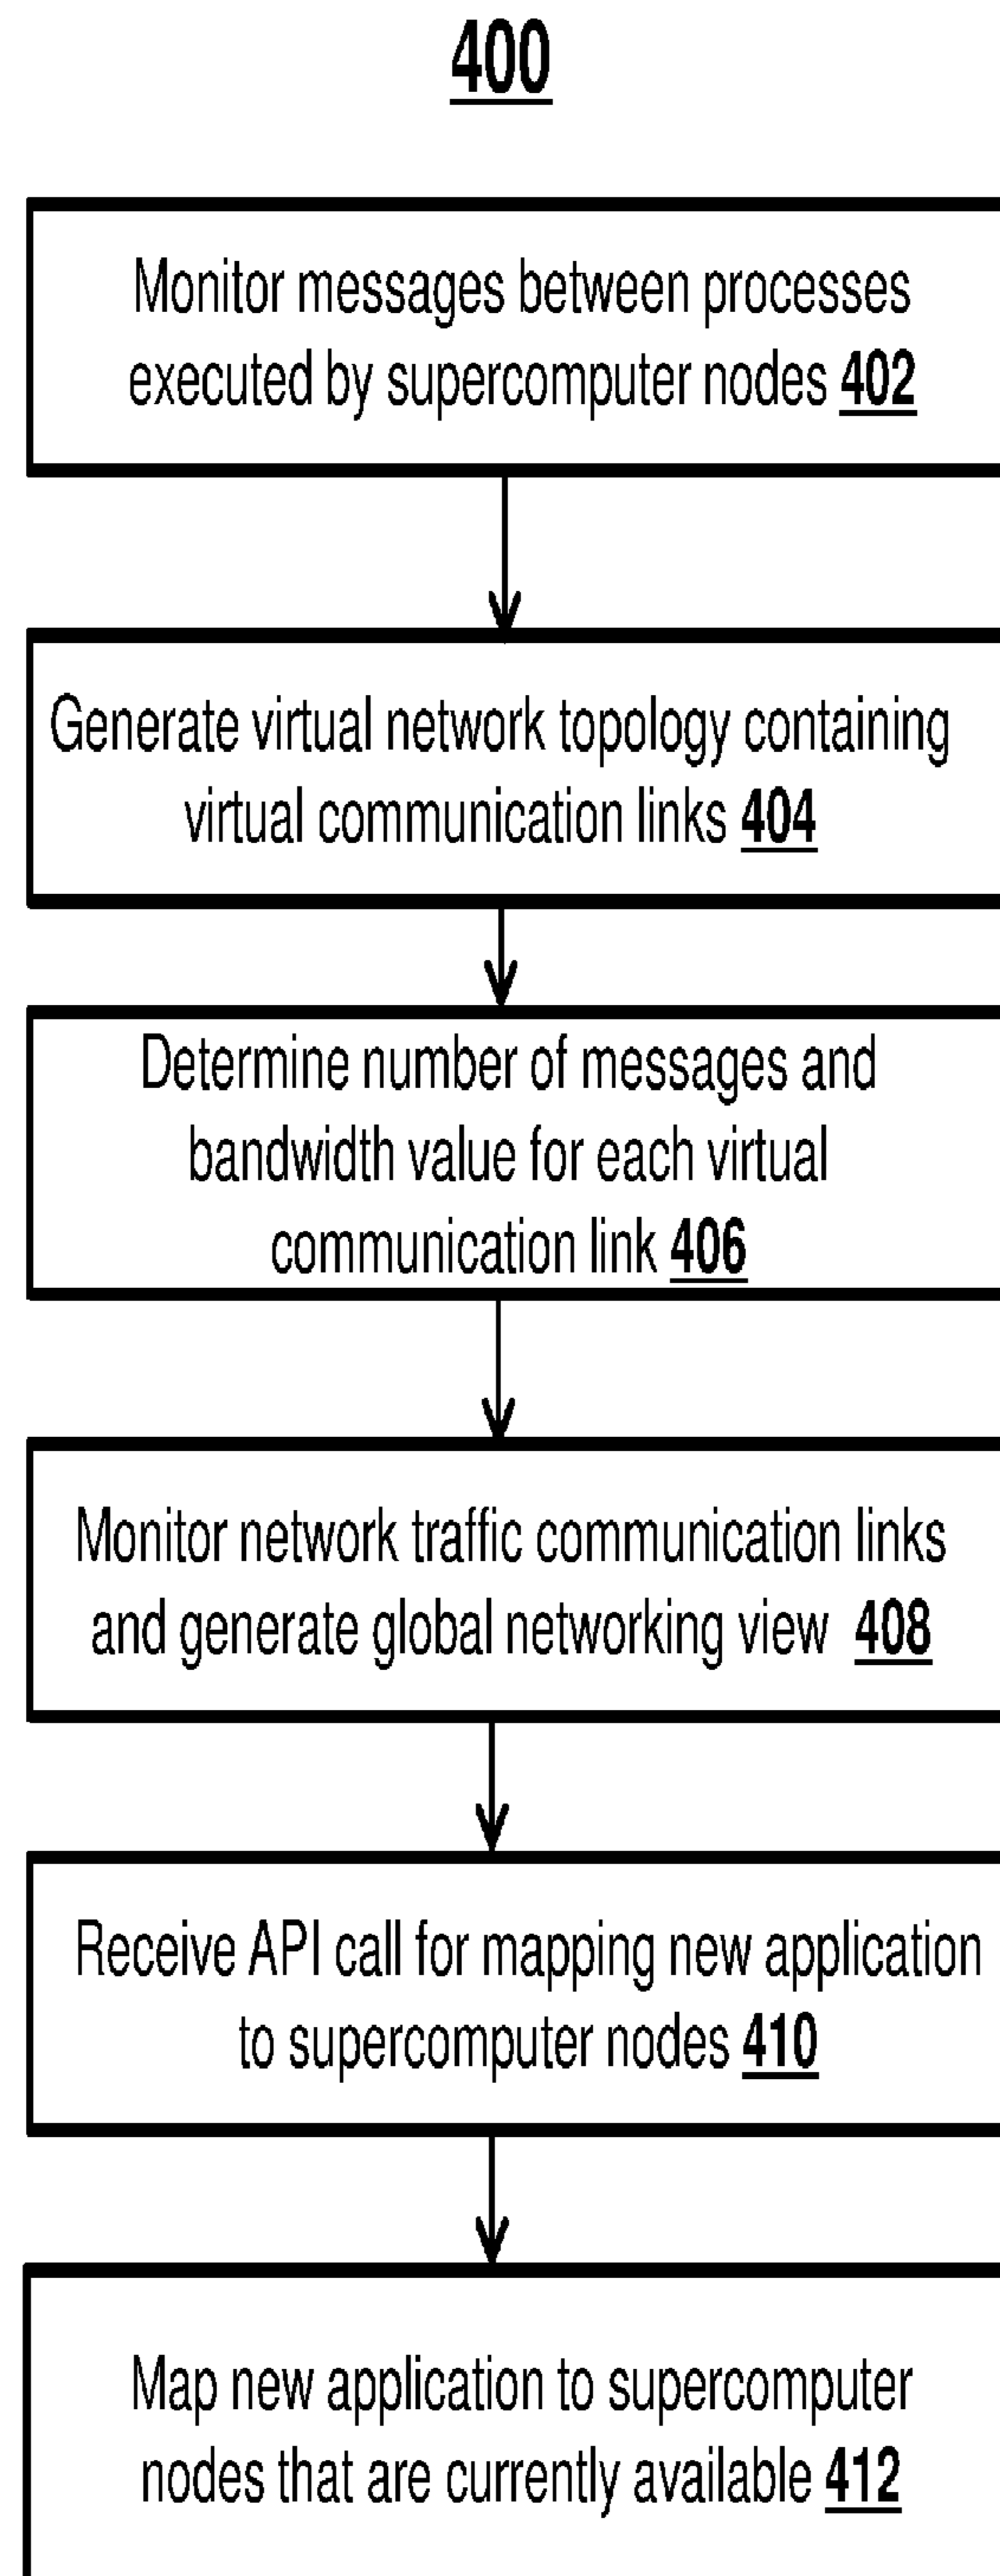 400
Monitor messages between processes
executed by supercomputer nodes 402
Generate virtual network topology containing
virtual communication links 404
Determine number of messages and
bandwidth value for each virtual
communication link 406
Monitor network traffic communication links
and generate global networking view 408
Receive API call for mapping new application
to supercomputer nodes 410
Map new application to supercomputer
nodes that are currently available 412